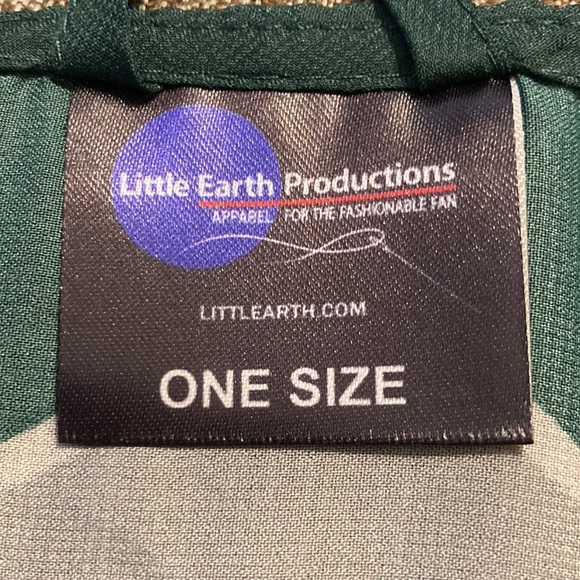 Little Earth Productions
APPAREL FOR THE FASHIONABLE FAN
LITTLEARTH.COM
ONE SIZE